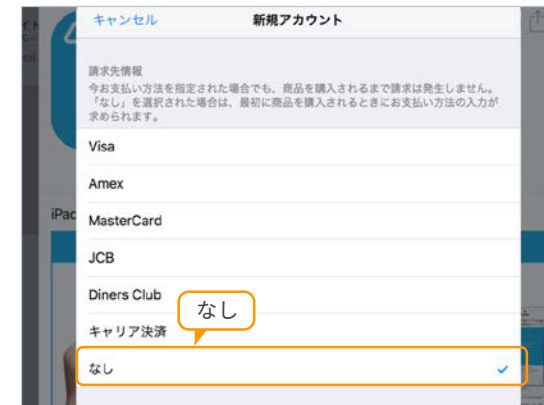 キャンセル 新規アカウント
請求先情報
今お支払い方法を指定された場合でも、商品を購入されるまで請求は発生しません。
「なし」を選択された場合は、最初に商品を購入されるときにお支払い方法の入力が
求められます。
Visa
Amex
iPad
MasterCard
JCB
Diners Club
なし
キャリア決済
なし